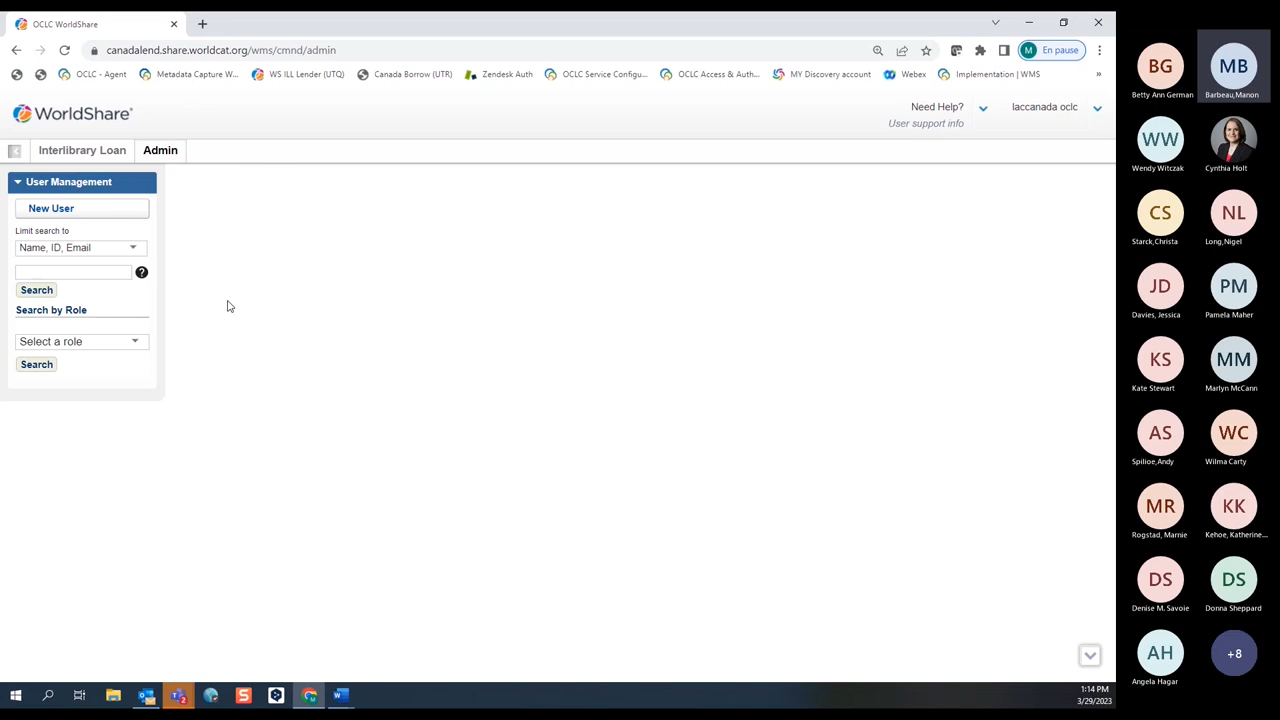 OCLC WorldShare
canadalend.share.worldcat.org/wms/cmnd/admin
M En pause
OCLC - Agent Metadata Capture W... WS ILL Lender (UTQ) Canada Borrow (UTR) Zendesk Auth OCLC Service Configu... OCLC Access & Auth... MY Discovery account Webex Implementation | WMS »
WorldShare®
Need Help? laccanada oclc
User support info
Interlibrary Loan Admin
User Management
New User
Limit search to
Name, ID, Email
?
Search
Search by Role
Select a role
Search
1:14 PM
3/29/2023
BG MB
Betty Ann German Barbeau,Manon
WW
Wendy Witczak Cynthia Holt
CS NL
Starck,Christa Long,Nigel
JD PM
Davies, Jessica Pamela Maher
KS MM
Kate Stewart Marlyn McCann
AS WC
Spilioe,Andy Wilma Carty
MR KK
Rogstad, Marnie Kehoe, Katherine...
DS DS
Denise M. Savoie Donna Sheppard
AH +8
Angela Hagar